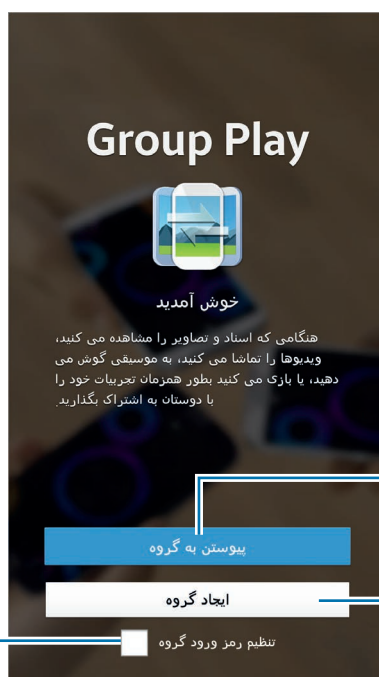 Group Play
خوش آمدید
هنگامی که اسناد و تصاویر را مشاهده می کنید،
ویدیوها را تماشا می کنید، به موسیقی گوش می
دهید، یا بازی می کنید بطور همزمان تجربیات خود را
با دوستان به اشتراک بگذارید.
پیوستن به گروه
ایجاد گروه
تنظیم رمز ورود گروه